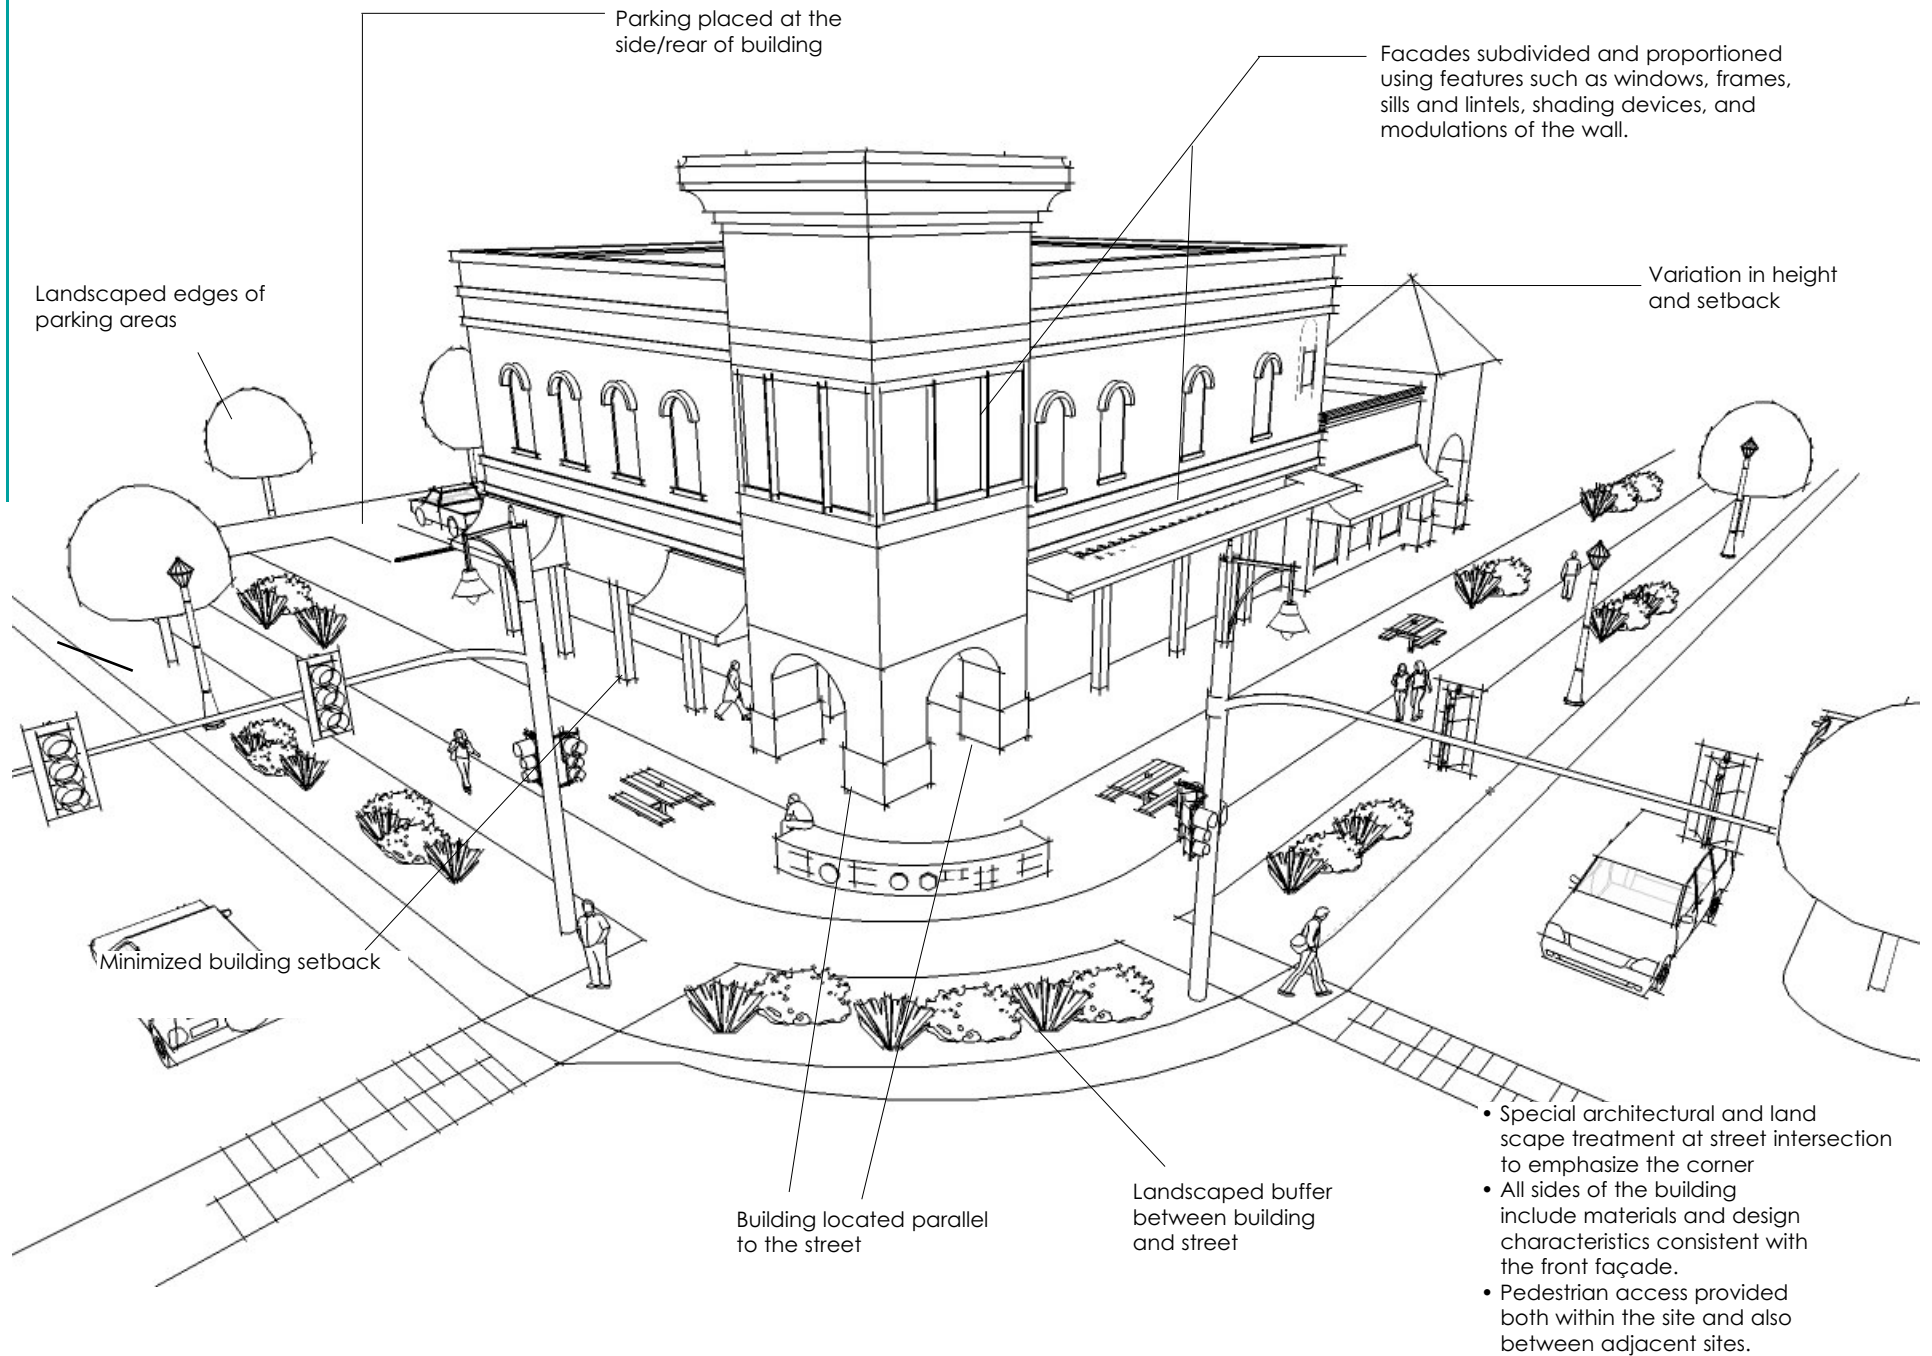 Parking placed at the
side/rear of building
Facades subdivided and proportioned
using features such as windows, frames,
sills and lintels, shading devices, and
modulations of the wall.
Variation in height
and setback
Landscaped edges of
parking areas
Minimized building setback
Building located parallel
to the street
Landscaped buffer
between building
and street
• Special architectural and land
scape treatment at street intersection
to emphasize the corner
• All sides of the building
include materials and design
characteristics consistent with
the front façade.
• Pedestrian access provided
both within the site and also
between adjacent sites.